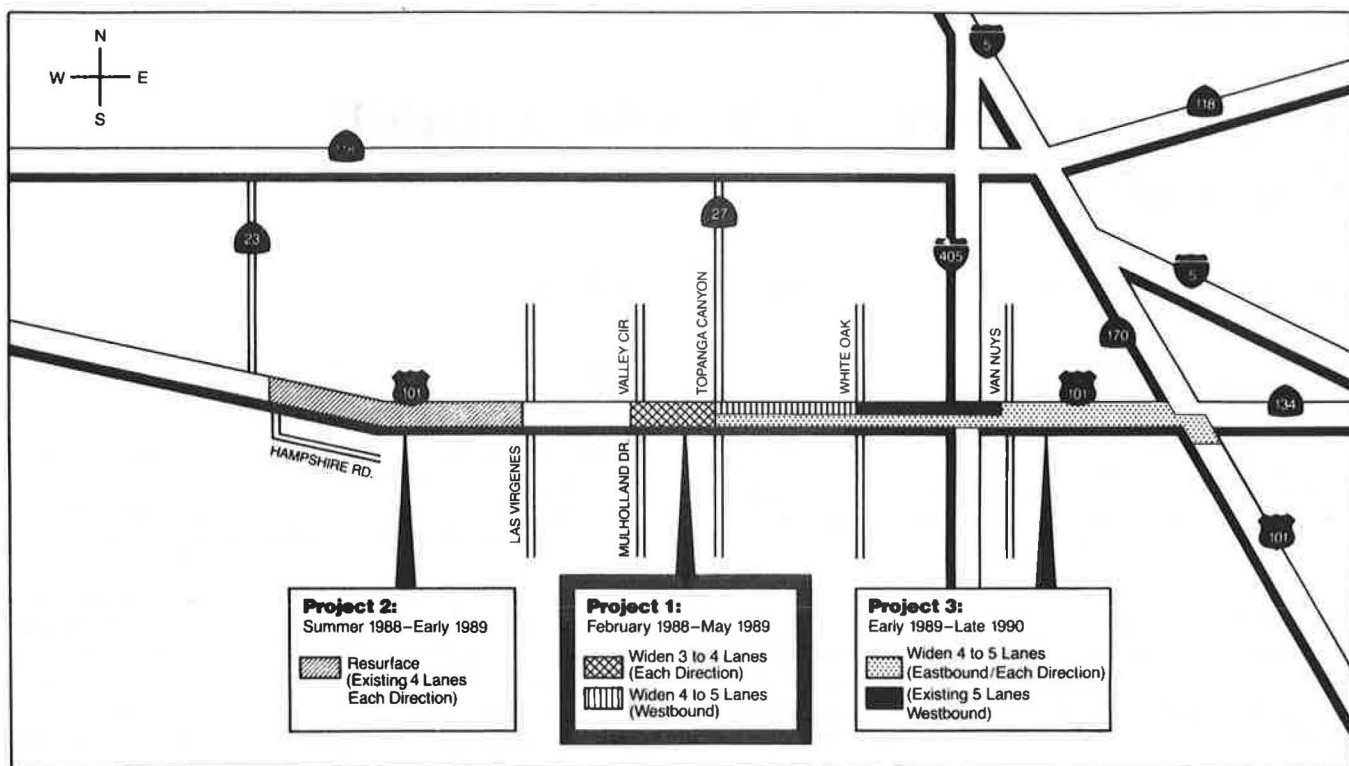 N
W E
S
5
118
118
23
27
405
5
170
101
VALLEY CIR
TOPANGA CANYON
WHITE OAK
VAN NUYS
101
134
HAMPSHIRE RD.
LAS VIRGENES
MULHOLLAND DR.
101
Project 2:
Summer 1988–Early 1989
Resurface
(Existing 4 Lanes
Each Direction)
Project 1:
February 1988–May 1989
Widen 3 to 4 Lanes
(Each Direction)
Widen 4 to 5 Lanes
(Westbound)
Project 3:
Early 1989–Late 1990
Widen 4 to 5 Lanes
(Eastbound/Each Direction)
(Existing 5 Lanes
Westbound)